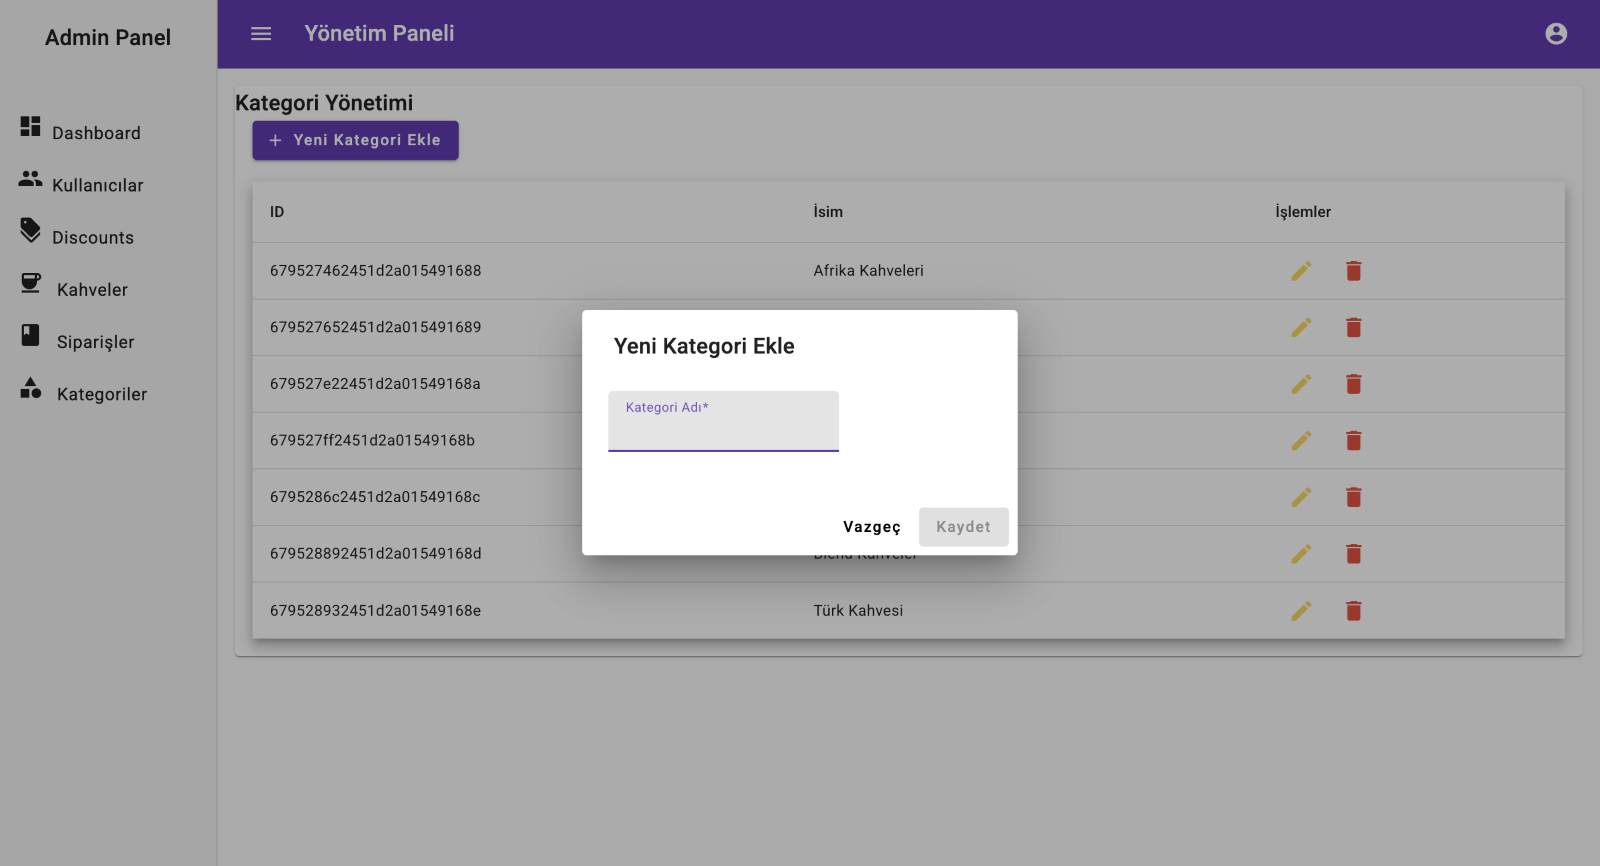 Admin Panel
Dashboard
Kullanıcılar
Discounts
Kahveler
Siparişler
Kategoriler
Yönetim Paneli
Kategori Yönetimi
Yeni Kategori Ekle
ID İsim İşlemler
679527462451d2a015491688 Afrika Kahveleri
679527652451d2a015491689
679527e22451d2a01549168a
679527ff2451d2a01549168b
6795286c2451d2a01549168c
679528892451d2a01549168d
679528932451d2a01549168e Türk Kahvesi
Yeni Kategori Ekle
Kategori Adı*
Vazgeç Kaydet